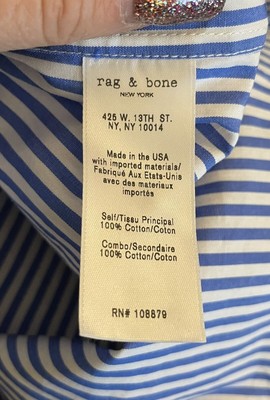 rag & bone
NEW YORK
425 W. 13TH ST.
NY, NY 10014
Made in the USA
with imported materials/
Fabriqué Aux Etats-Unis
avec des materiaux
importés
Self/Tissu Principal
100% Cotton/Coton
Combo/Secondaire
100% Cotton/Coton
RN# 108679